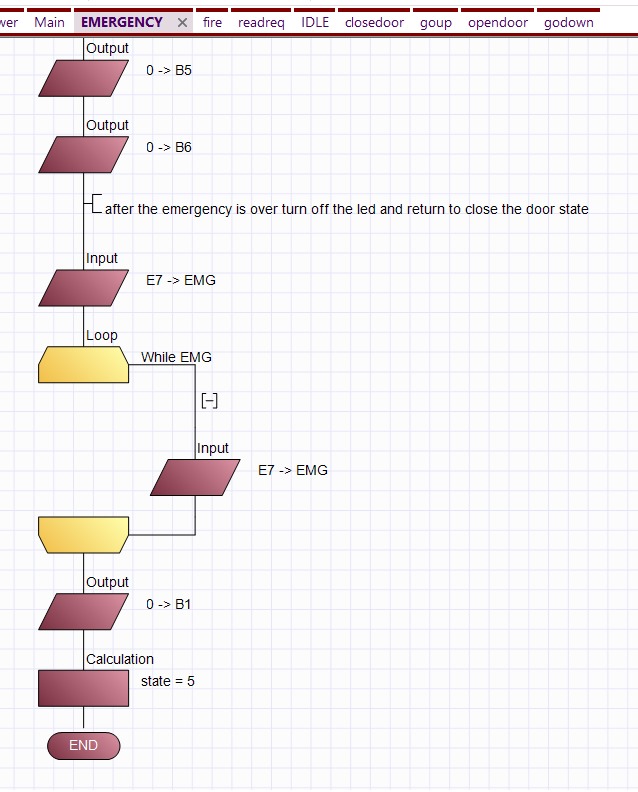 wer Main EMERGENCY × fire readreq IDLE closedoor goup opendoor godown
Output
0 -> B5
Output
0 -> B6
after the emergency is over turn off the led and return to close the door state
Input
E7 -> EMG
Loop
While EMG
[–]
Input
E7 -> EMG
Output
0 -> B1
Calculation
state = 5
END